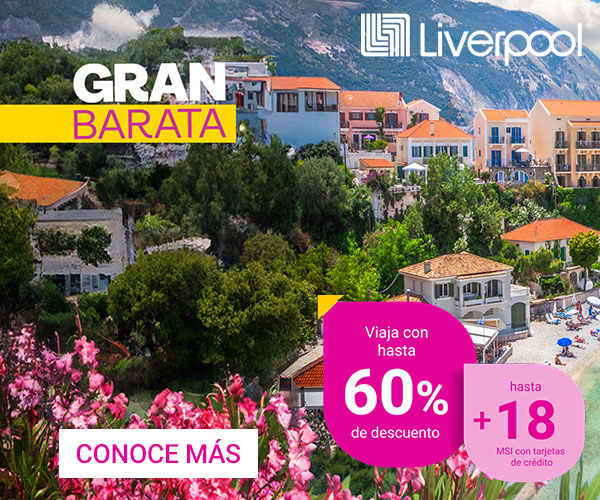 Liverpool
GRAN
BARATA
Viaja con
hasta
60%
de descuento
hasta
+18
MSI con tarjetas
de crédito
CONOCE MÁS